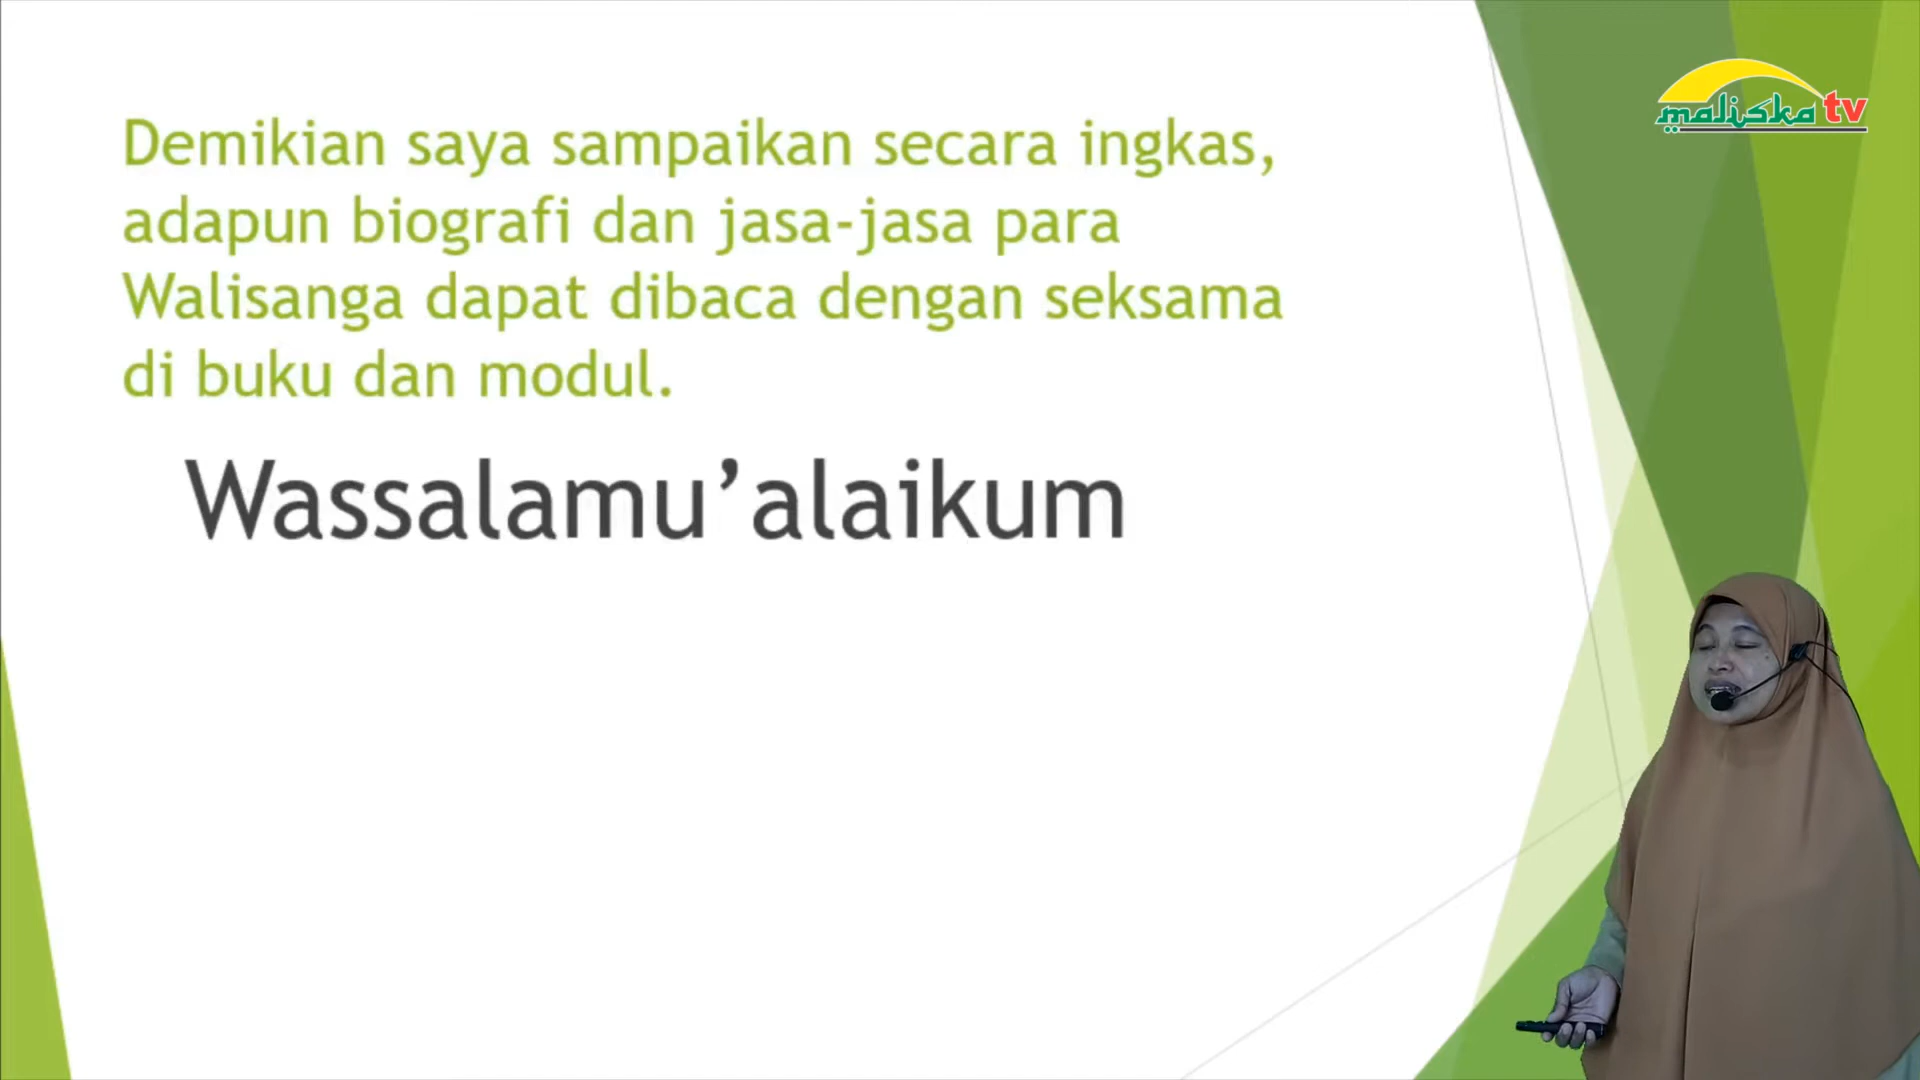 maliska tv
Demikian saya sampaikan secara ingkas,
adapun biografi dan jasa-jasa para
Walisanga dapat dibaca dengan seksama
di buku dan modul.
Wassalamu’alaikum